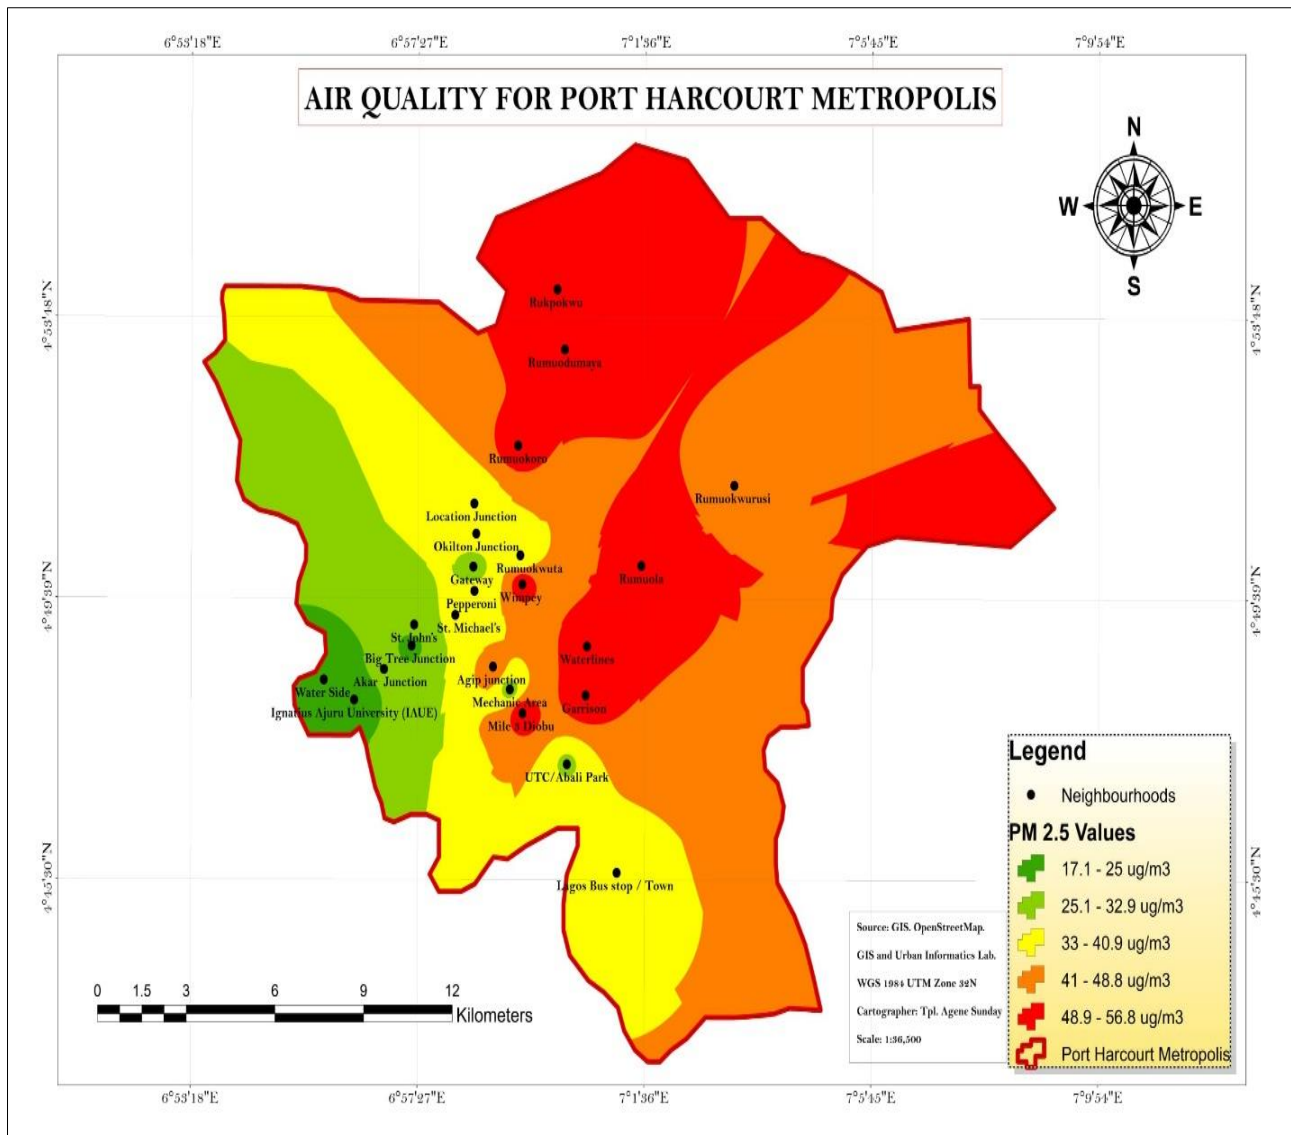 6°53'18"E 6°57'27"E 7°1'36"E 7°5'45"E 7°9'54"E
AIR QUALITY FOR PORT HARCOURT METROPOLIS
N
W E
S
4°53'48"N 4°53'48"N
Rukpokwu
Rumuodumaya
Rumuokoro
Rumuokwurusi
Location Junction
Okilton Junction
Rumuokwuta
Gateway
Rumuola
Wimpey
Pepperoni
4°49'39"N 4°49'39"N
St. Michael's
St. John's
Big Tree Junction
Waterlines
Akar Junction
Agip junction
Water Side
Mechanic Area
Ignatius Ajuru University (IAUE)
Garrison
Mile 3 Diobu
UTC/Abali Park
Lagos Bus stop / Town
4°45'30"N 4°45'30"N
Legend
Neighbourhoods
PM 2.5 Values
17.1 - 25 ug/m3
25.1 - 32.9 ug/m3
33 - 40.9 ug/m3
41 - 48.8 ug/m3
48.9 - 56.8 ug/m3
Port Harcourt Metropolis
Source: GIS. OpenStreetMap.
GIS and Urban Informatics Lab.
WGS 1984 UTM Zone 32N
Cartographer: Tpl. Agene Sunday
Scale: 1:36,500
0 1.5 3 6 9 12
Kilometers
6°53'18"E 6°57'27"E 7°1'36"E 7°5'45"E 7°9'54"E